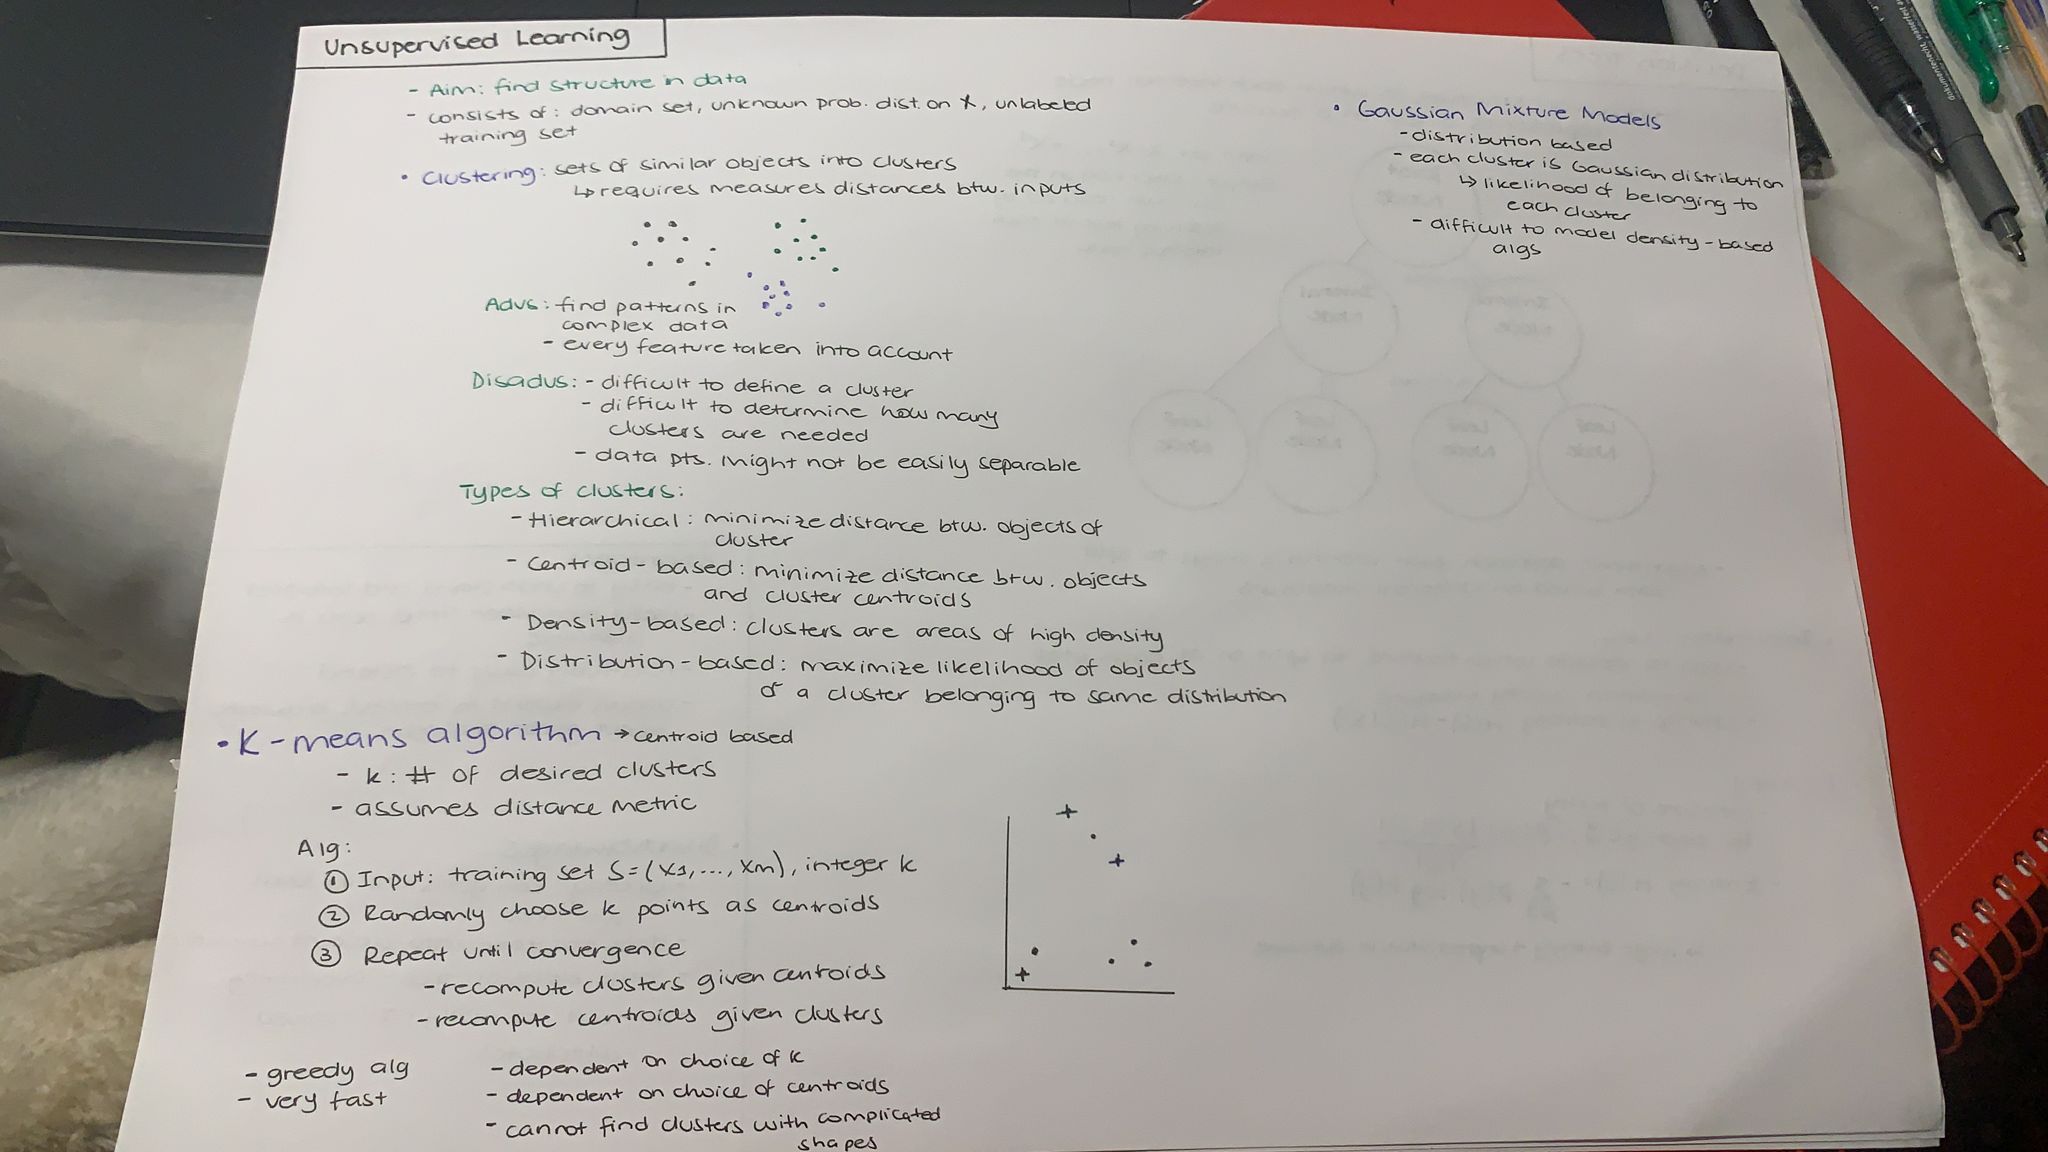 Unsupervised Learning
- Aim: find structure in data
- consists of: domain set, unknown prob. dist. on X, unlabeled
training set
• Clustering: sets of similar objects into clusters
↳ requires measures distances btw. inputs
Advs: find patterns in
complex data
- every feature taken into account
Disadvs: - difficult to define a cluster
- difficult to determine how many
clusters are needed
- data pts. might not be easily separable
Types of clusters:
- Hierarchical: minimize distance btw. objects of
cluster
- Centroid-based: minimize distance btw. objects
and cluster centroids
- Density-based: clusters are areas of high density
- Distribution-based: maximize likelihood of objects
of a cluster belonging to same distribution
• K-means algorithm → centroid based
- k: # of desired clusters
- assumes distance metric
Alg:
① Input: training set S=(x1,..., xm), integer k
② Randomly choose k points as centroids
③ Repeat until convergence
- recompute clusters given centroids
- recompute centroids given clusters
- greedy alg
- very fast
- dependent on choice of k
- dependent on choice of centroids
- cannot find clusters with complicated
shapes
• Gaussian Mixture Models
- distribution based
- each cluster is Gaussian distribution
↳ likelihood of belonging to
each cluster
- difficult to model density-based
algs